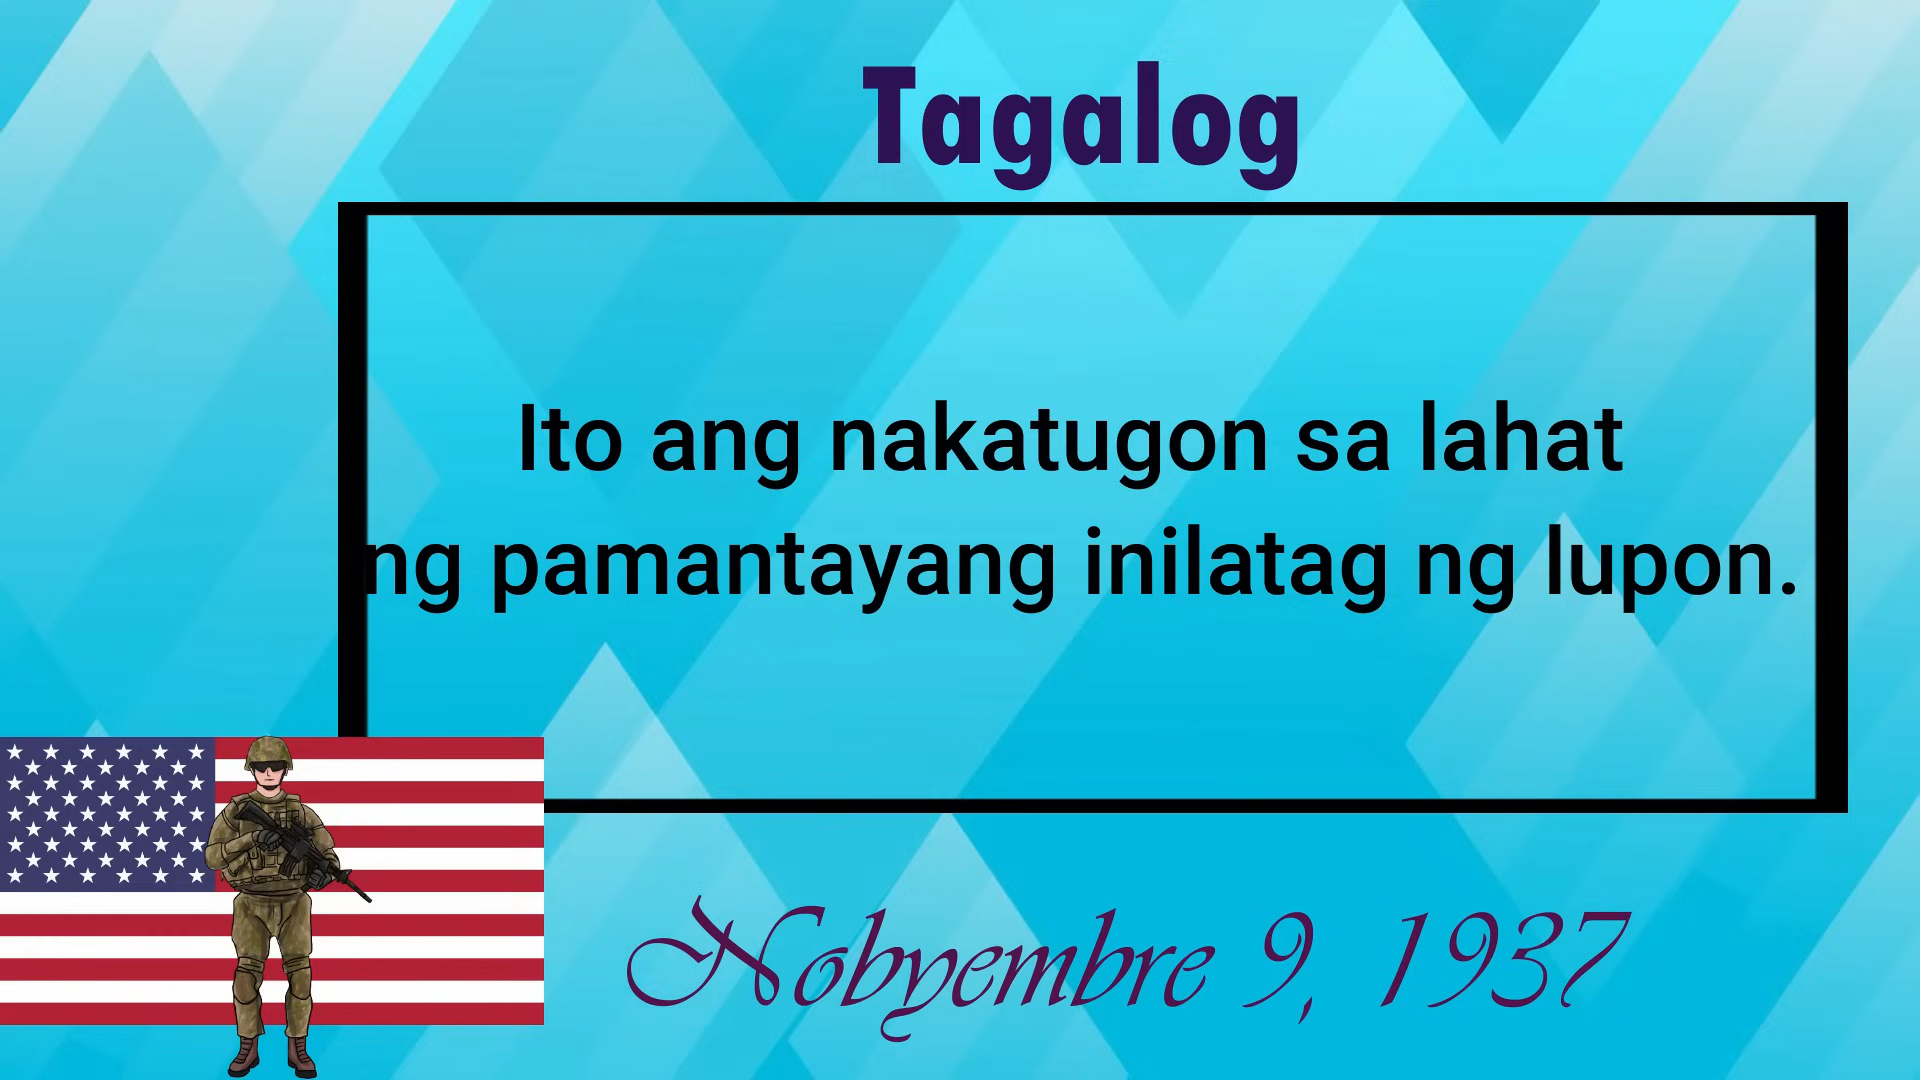 Tagalog
Ito ang nakatugon sa lahat
ng pamantayang inilatag ng lupon.
Nobyembre 9, 1937